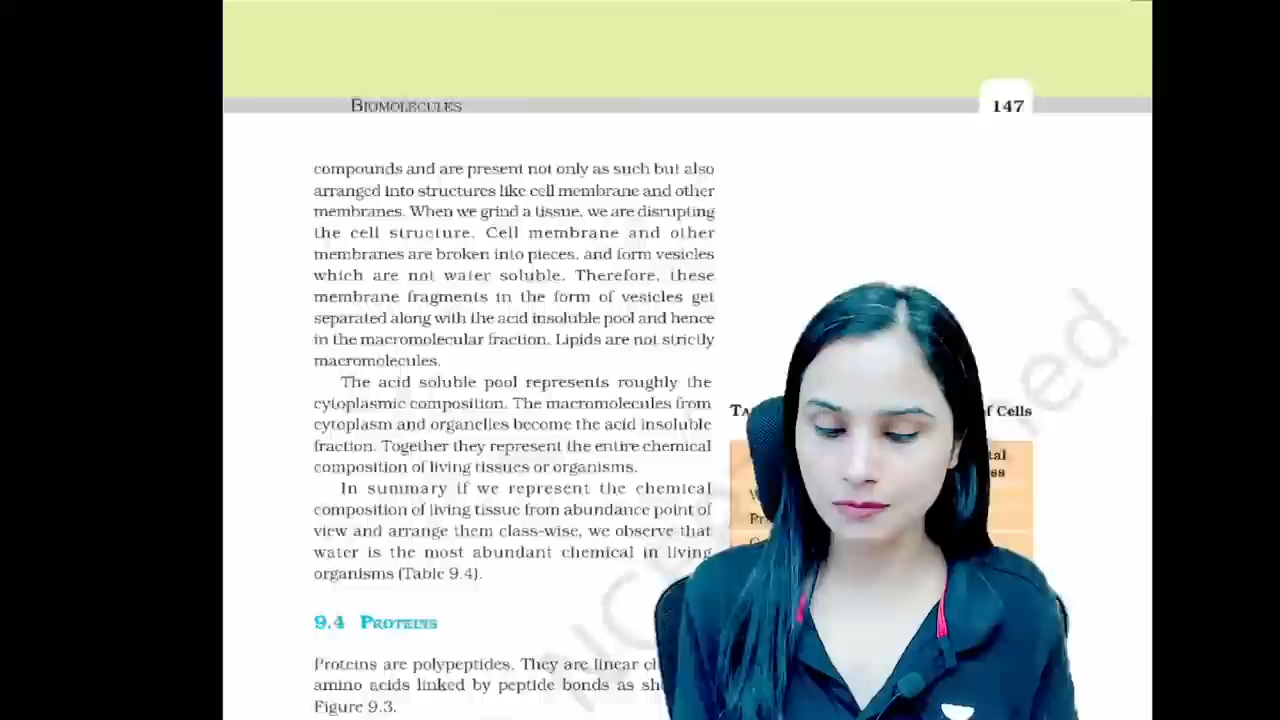 BIOMOLECULES
147
compounds and are present not only as such but also
arranged into structures like cell membrane and other
membranes. When we grind a tissue, we are disrupting
the cell structure. Cell membrane and other
membranes are broken into pieces, and form vesicles
which are not water soluble. Therefore, these
membrane fragments in the form of vesicles get
separated along with the acid insoluble pool and hence
in the macromolecular fraction. Lipids are not strictly
macromolecules.
The acid soluble pool represents roughly the
cytoplasmic composition. The macromolecules from
cytoplasm and organelles become the acid insoluble
fraction. Together they represent the entire chemical
composition of living tissues or organisms.
In summary if we represent the chemical
composition of living tissue from abundance point of
view and arrange them class-wise, we observe that
water is the most abundant chemical in living
organisms (Table 9.4).
of Cells
9.4 PROTEINS
Proteins are polypeptides. They are linear
amino acids linked by peptide bonds as
Figure 9.3.